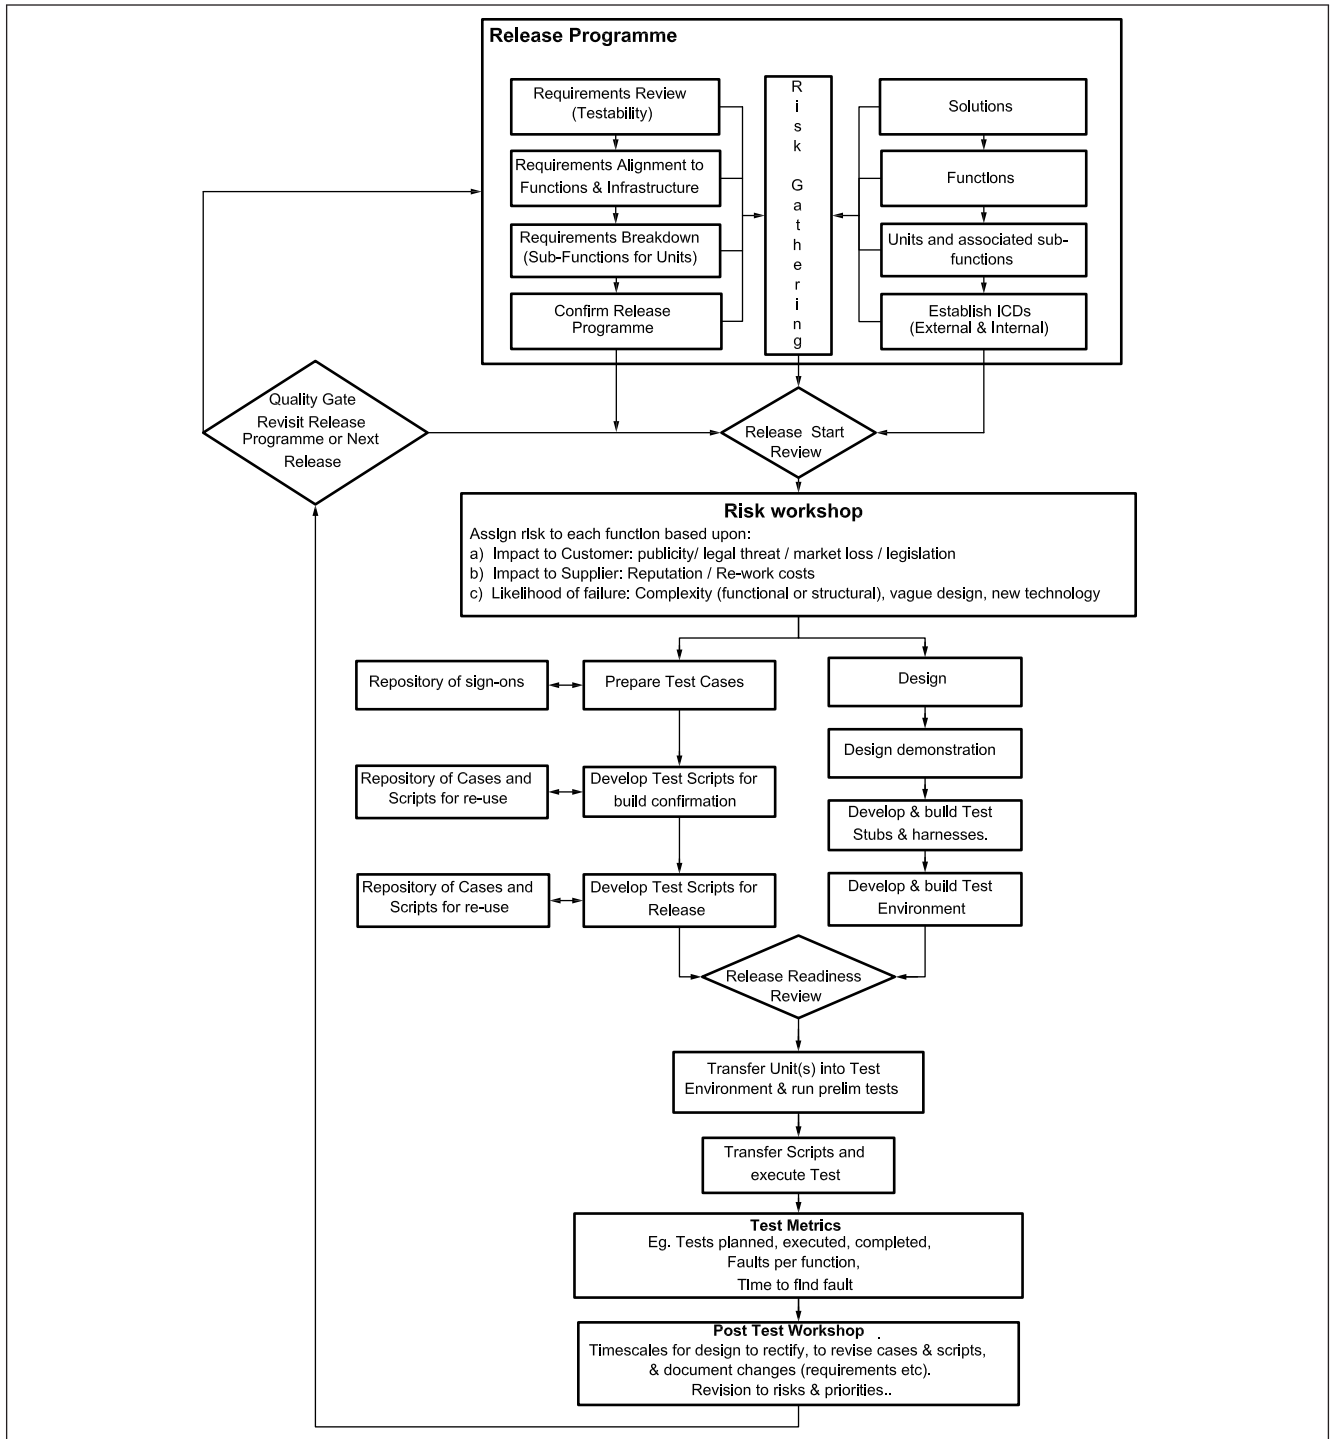 Release Programme
Requirements Review
(Testability)
Requirements Alignment to
Functions & Infrastructure
Requirements Breakdown
(Sub-Functions for Units)
Confirm Release
Programme
R
i
s
k
G
a
t
h
e
r
i
n
g
Solutions
Functions
Units and associated sub-
functions
Establish ICDs
(External & Internal)
Quality Gate
Revisit Release
Programme or Next
Release
Release Start
Review
Risk workshop
Assign risk to each function based upon:
a) Impact to Customer: publicity/ legal threat / market loss / legislation
b) Impact to Supplier: Reputation / Re-work costs
c) Likelihood of failure: Complexity (functional or structural), vague design, new technology
Repository of sign-ons
Prepare Test Cases
Design
Design demonstration
Repository of Cases and
Scripts for re-use
Develop Test Scripts for
build confirmation
Develop & build Test
Stubs & harnesses.
Repository of Cases and
Scripts for re-use
Develop Test Scripts for
Release
Develop & build Test
Environment
Release Readiness
Review
Transfer Unit(s) into Test
Environment & run prelim tests
Transfer Scripts and
execute Test
Test Metrics
Eg. Tests planned, executed, completed,
Faults per function,
Time to find fault
Post Test Workshop .
Timescales for design to rectify, to revise cases & scripts,
& document changes (requirements etc).
Revision to risks & priorities..